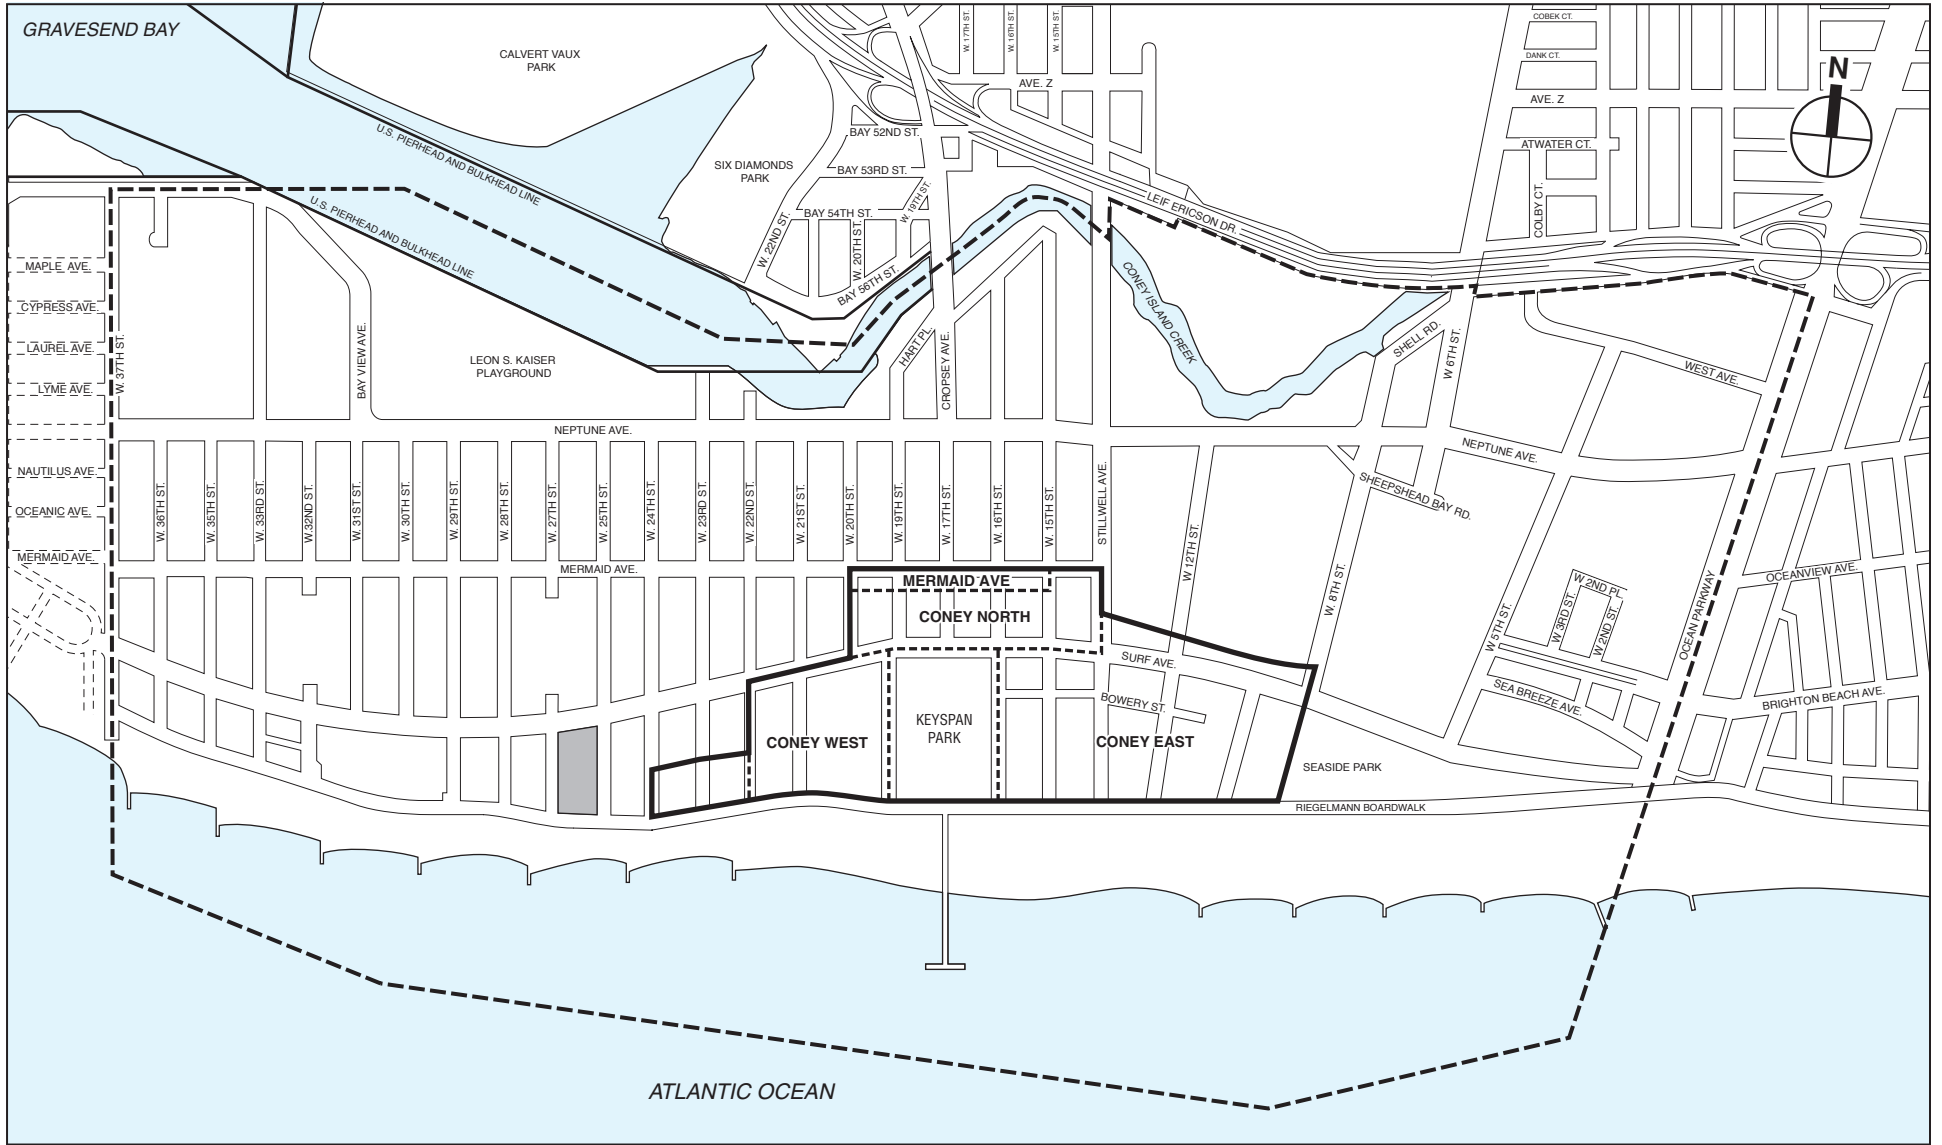 GRAVESEND BAY
CALVERT VAUX
PARK
W. 17TH ST.
W. 16TH ST.
W. 15TH ST.
COBEK CT.
DANK CT.
AVE. Z
AVE. Z
N
U.S. PIERHEAD AND BULKHEAD LINE
BAY 52ND ST.
ATWATER CT.
SIX DIAMONDS
PARK
BAY 53RD ST.
W. 19TH ST.
LEIF ERICSON DR.
COLBY CT.
U.S. PIERHEAD AND BULKHEAD LINE
BAY 54TH ST.
W. 22ND ST.
W. 20TH ST.
BAY 56TH ST.
CONEY ISLAND CREEK
MAPLE AVE.
CYPRESS AVE.
LAUREL AVE.
LYME AVE.
W. 37TH ST.
BAY VIEW AVE.
LEON S. KAISER
PLAYGROUND
HART PL.
CROPSEY AVE.
SHELL RD.
W 6TH ST.
WEST AVE.
NEPTUNE AVE.
NEPTUNE AVE.
NAUTILUS AVE.
OCEANIC AVE.
MERMAID AVE.
W. 36TH ST.
W. 35TH ST.
W. 33RD ST.
W.32ND ST.
W. 31ST ST.
W. 30TH ST.
W. 29TH ST.
W. 28TH ST.
W. 27TH ST.
W. 25TH ST.
W. 24TH ST.
W. 23RD ST.
W. 22ND ST.
W. 21ST ST.
W. 20TH ST.
W. 19TH ST.
W. 17TH ST.
W. 16TH ST.
W. 15TH ST.
STILLWELL AVE.
W 12TH ST.
W. 8TH ST.
SHEEPSHEAD BAY RD.
MERMAID AVE.
MERMAID AVE
CONEY NORTH
W 2ND PL.
W 3RD ST.
W 2ND ST.
W 5TH ST.
OCEAN PARKWAY
OCEANVIEW AVE.
SURF AVE.
BOWERY ST.
SEA BREEZE AVE.
BRIGHTON BEACH AVE.
KEYSPAN
PARK
CONEY WEST
CONEY EAST
SEASIDE PARK
RIEGELMANN BOARDWALK
ATLANTIC OCEAN